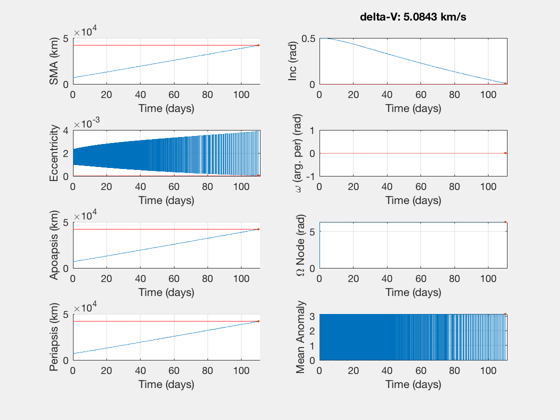 delta-V: 5.0843 km/s
×10^4
5
0
SMA (km)
0 20 40 60 80 100
Time (days)
0.5
0
Inc (rad)
0 20 40 60 80 100
Time (days)
×10^-3
4
2
0
Eccentricity
0 20 40 60 80 100
Time (days)
1
0
-1
ω (arg. per) (rad)
0 20 40 60 80 100
Time (days)
×10^4
5
0
Apoapsis (km)
0 20 40 60 80 100
Time (days)
5
0
Ω Node (rad)
0 20 40 60 80 100
Time (days)
×10^4
5
0
Periapsis (km)
0 20 40 60 80 100
Time (days)
3
2
1
0
Mean Anomaly
0 20 40 60 80 100
Time (days)